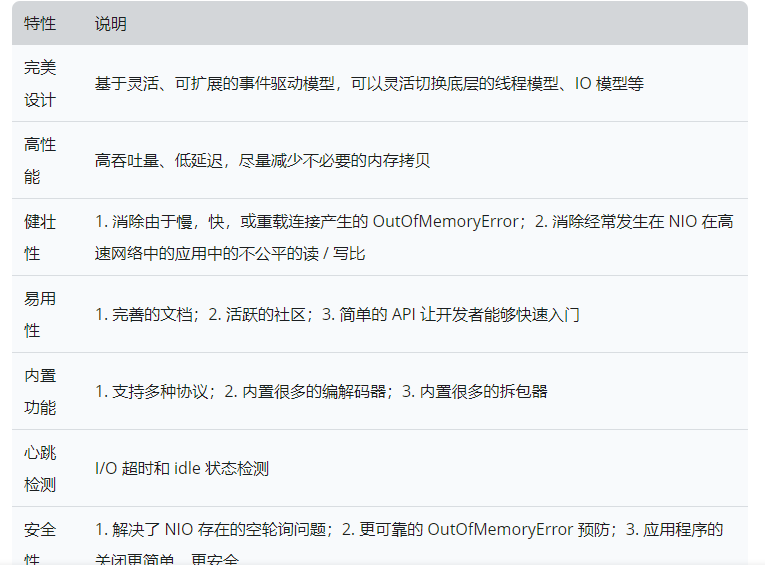 特性 说明
完美
设计
基于灵活、可扩展的事件驱动模型，可以灵活切换底层的线程模型、IO 模型等
高性
能
高吞吐量、低延迟，尽量减少不必要的内存拷贝
健壮
性
1. 消除由于慢，快，或重载连接产生的 OutOfMemoryError；2. 消除经常发生在 NIO 在高
速网络中的应用中的不公平的读 / 写比
易用
性
1. 完善的文档；2. 活跃的社区；3. 简单的 API 让开发者能够快速入门
内置
功能
1. 支持多种协议；2. 内置很多的编解码器；3. 内置很多的拆包器
心跳
检测
I/O 超时和 idle 状态检测
安全
性
1. 解决了 NIO 存在的空轮询问题；2. 更可靠的 OutOfMemoryError 预防；3. 应用程序的
关闭更简单，更安全